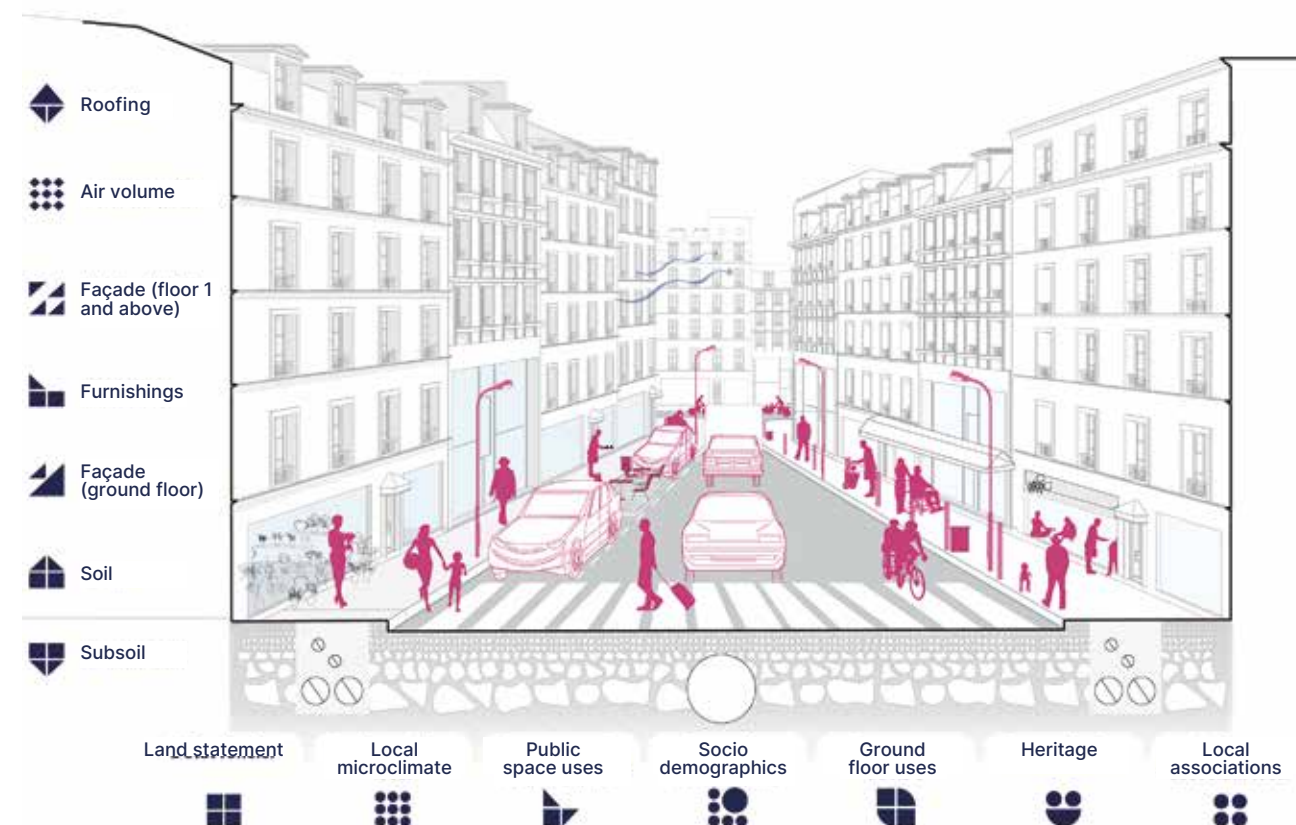 Roofing
Air volume
Façade (floor 1
and above)
Furnishings
Façade
(ground floor)
Soil
Subsoil
Land statement
Local
microclimate
Public
space uses
Socio
demographics
Ground
floor uses
Heritage
Local
associations